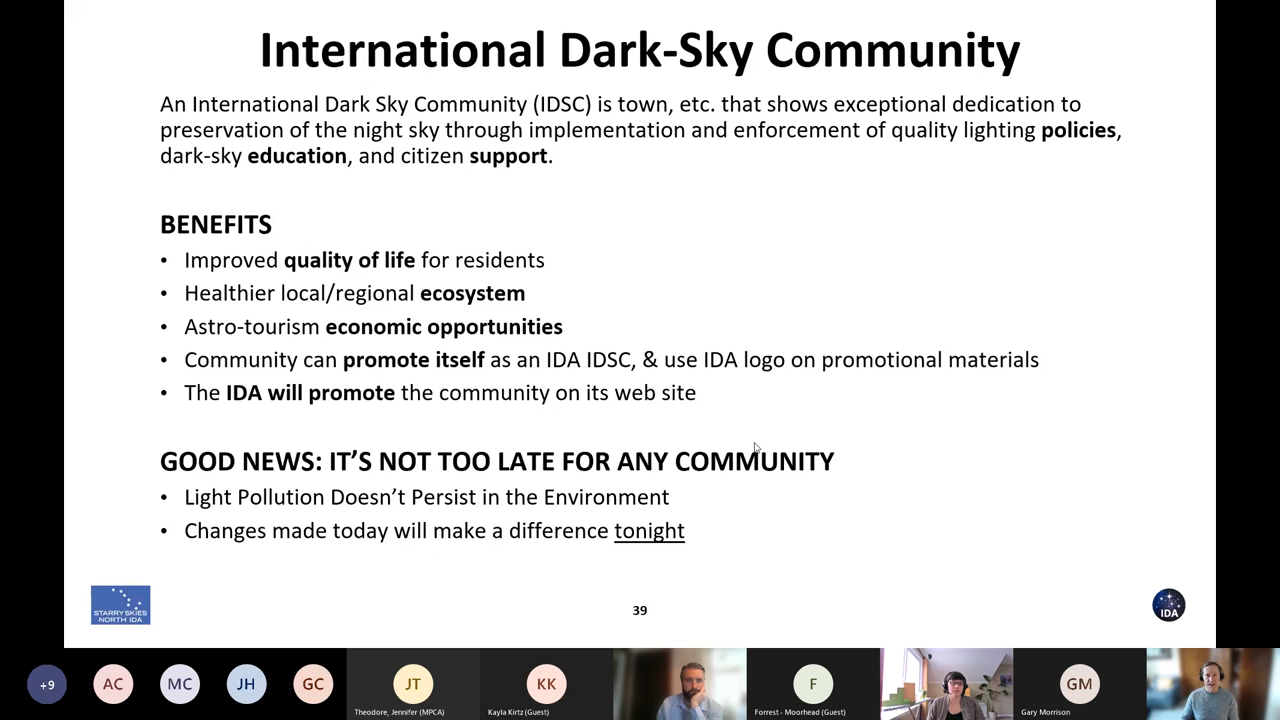 International Dark-Sky Community
An International Dark Sky Community (IDSC) is town, etc. that shows exceptional dedication to
preservation of the night sky through implementation and enforcement of quality lighting policies,
dark-sky education, and citizen support.
BENEFITS
• Improved quality of life for residents
• Healthier local/regional ecosystem
• Astro-tourism economic opportunities
• Community can promote itself as an IDA IDSC, & use IDA logo on promotional materials
• The IDA will promote the community on its web site
GOOD NEWS: IT'S NOT TOO LATE FOR ANY COMMUNITY
• Light Pollution Doesn't Persist in the Environment
• Changes made today will make a difference tonight
STARRY SKIES
NORTH IDA
39
IDA
+9
AC
MC
JH
GC
JT
Theodore, Jennifer (MPCA)
KK
Kayla Kirtz (Guest)
F
Forrest - Moorhead (Guest)
GM
Gary Morrison